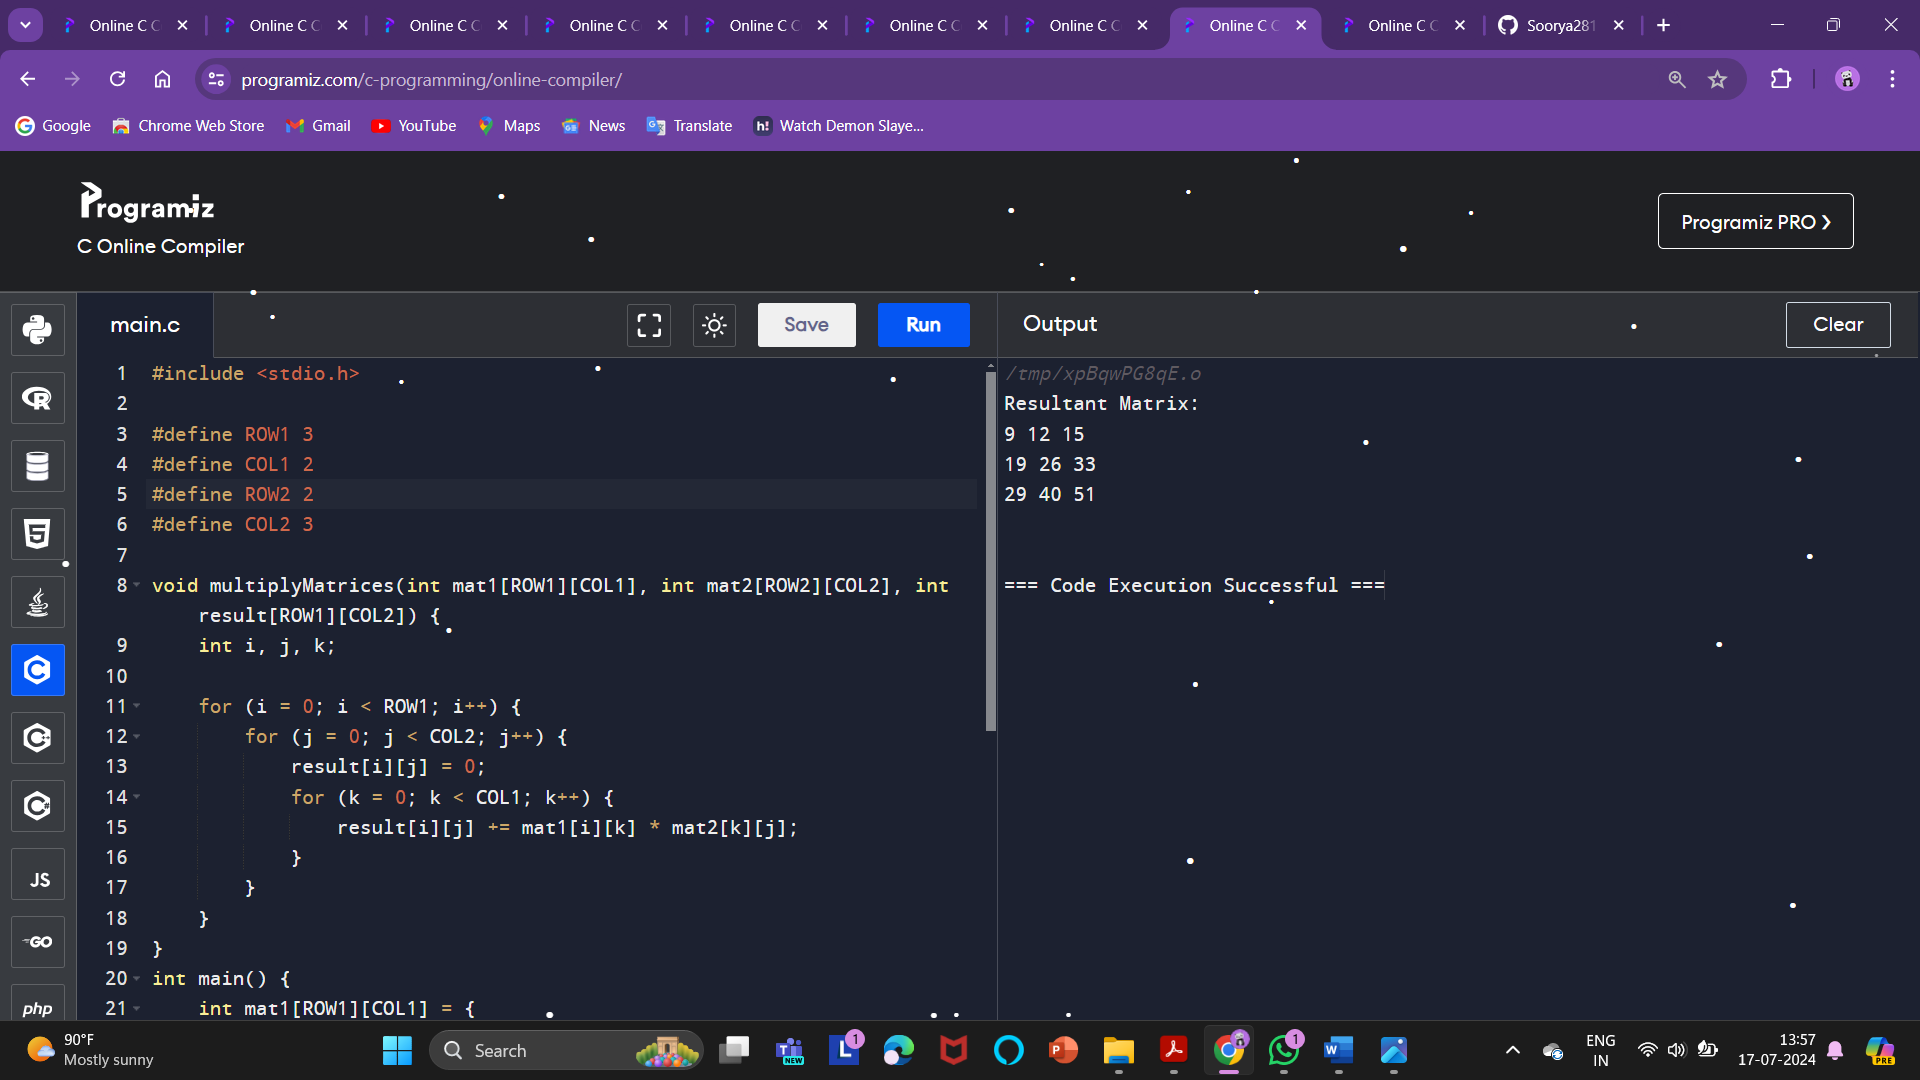 Online C C
Online C C
Online C C
Online C C
Online C C
Online C C
Online C C
Online C C
Online C C
Soorya281
programiz.com/c-programming/online-compiler/
Google
Chrome Web Store
Gmail
YouTube
Maps
News
Translate
h! Watch Demon Slaye...
Programiz
C Online Compiler
Programiz PRO ❯
main.c
Save
Run
Output
Clear
1 #include <stdio.h>
2
3 #define ROW1 3
4 #define COL1 2
5 #define ROW2 2
6 #define COL2 3
7
8 void multiplyMatrices(int mat1[ROW1][COL1], int mat2[ROW2][COL2], int
result[ROW1][COL2]) {
9 int i, j, k;
10
11 for (i = 0; i < ROW1; i++) {
12 for (j = 0; j < COL2; j++) {
13 result[i][j] = 0;
14 for (k = 0; k < COL1; k++) {
15 result[i][j] += mat1[i][k] * mat2[k][j];
16 }
17 }
18 }
19 }
20 int main() {
21 int mat1[ROW1][COL1] = {
/tmp/xpBqwPG8qE.o
Resultant Matrix:
9 12 15
19 26 33
29 40 51
=== Code Execution Successful ===
R
5
C
C
C#
JS
GO
php
90°F
Mostly sunny
Search
NEW
L
1
P
1
W
ENG
IN
13:57
17-07-2024
PRE